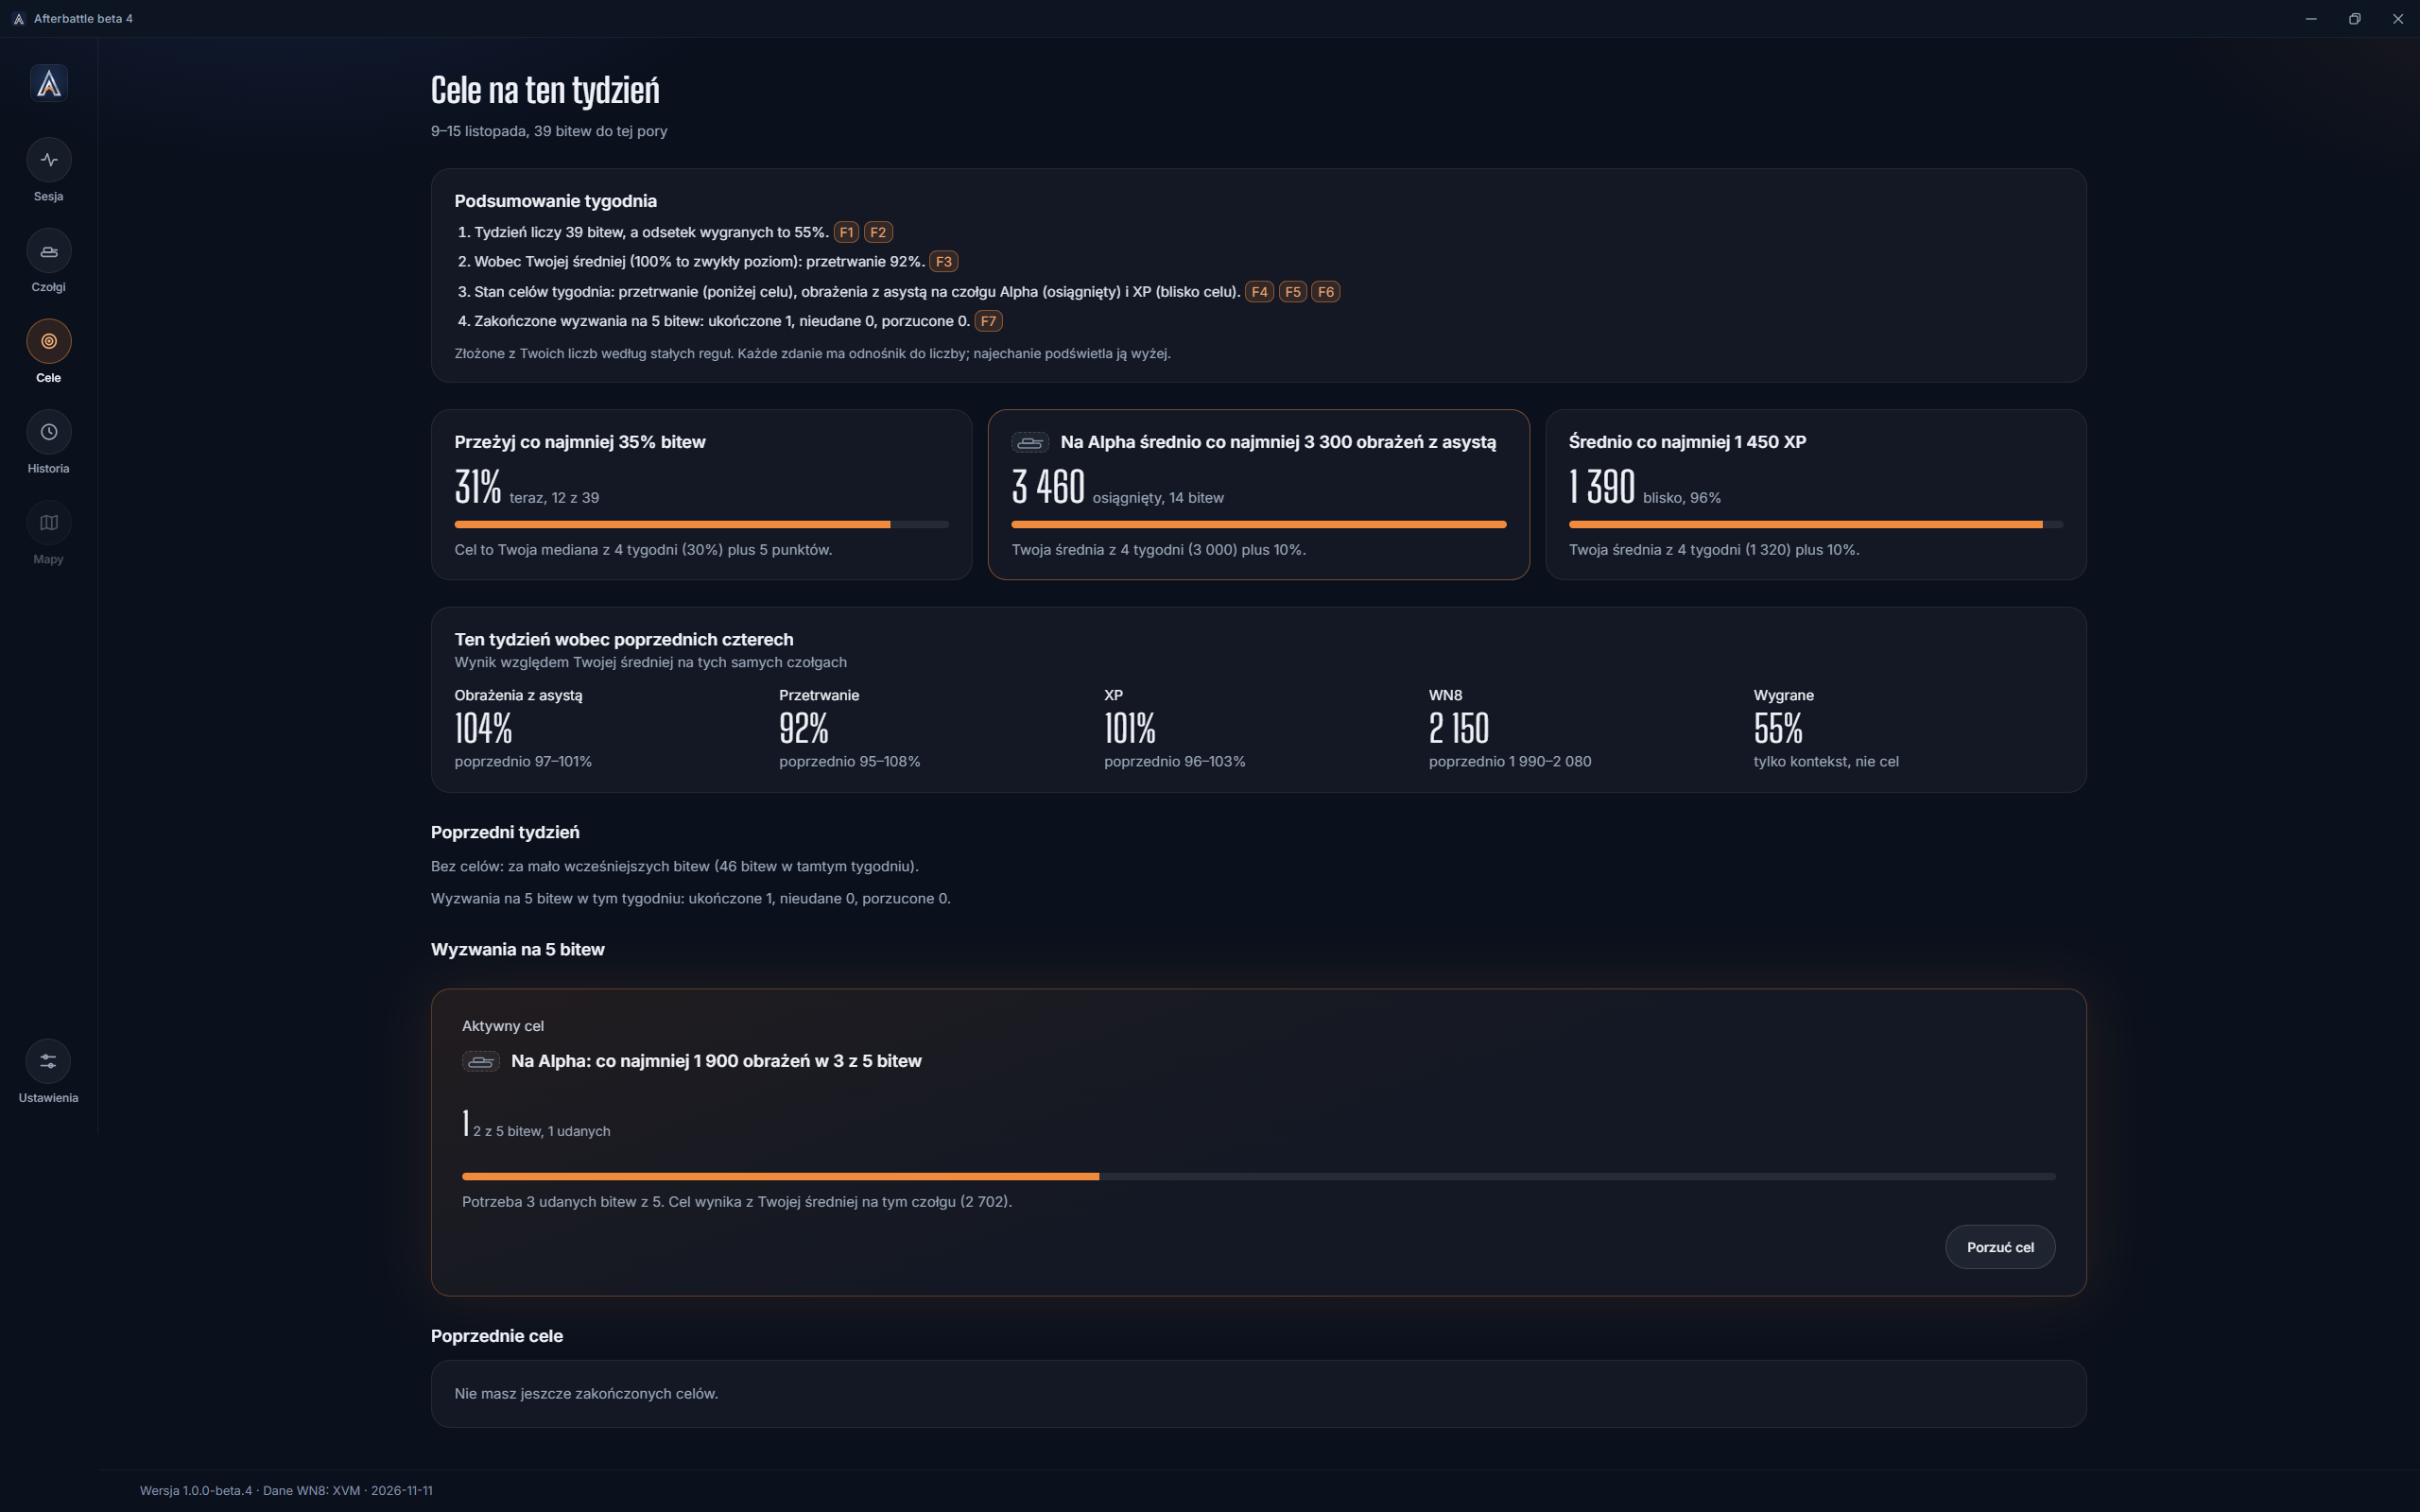 Afterbattle beta 4
Sesja
Czołgi
Cele
Historia
Mapy
Ustawienia
Cele na ten tydzień
9–15 listopada, 39 bitew do tej pory
Podsumowanie tygodnia
1. Tydzień liczy 39 bitew, a odsetek wygranych to 55%. F1 F2
2. Wobec Twojej średniej (100% to zwykły poziom): przetrwanie 92%. F3
3. Stan celów tygodnia: przetrwanie (poniżej celu), obrażenia z asystą na czołgu Alpha (osiągnięty) i XP (blisko celu). F4 F5 F6
4. Zakończone wyzwania na 5 bitew: ukończone 1, nieudane 0, porzucone 0. F7
Złożone z Twoich liczb według stałych reguł. Każde zdanie ma odnośnik do liczby; najechanie podświetla ją wyżej.
Przeżyj co najmniej 35% bitew
31% teraz, 12 z 39
Cel to Twoja mediana z 4 tygodni (30%) plus 5 punktów.
Na Alpha średnio co najmniej 3 300 obrażeń z asystą
3 460 osiągnięty, 14 bitew
Twoja średnia z 4 tygodni (3 000) plus 10%.
Średnio co najmniej 1 450 XP
1 390 blisko, 96%
Twoja średnia z 4 tygodni (1 320) plus 10%.
Ten tydzień wobec poprzednich czterech
Wynik względem Twojej średniej na tych samych czołgach
Obrażenia z asystą
104%
poprzednio 97–101%
Przetrwanie
92%
poprzednio 95–108%
XP
101%
poprzednio 96–103%
WN8
2 150
poprzednio 1 990–2 080
Wygrane
55%
tylko kontekst, nie cel
Poprzedni tydzień
Bez celów: za mało wcześniejszych bitew (46 bitew w tamtym tygodniu).
Wyzwania na 5 bitew w tym tygodniu: ukończone 1, nieudane 0, porzucone 0.
Wyzwania na 5 bitew
Aktywny cel
Na Alpha: co najmniej 1 900 obrażeń w 3 z 5 bitew
1 2 z 5 bitew, 1 udanych
Potrzeba 3 udanych bitew z 5. Cel wynika z Twojej średniej na tym czołgu (2 702).
Porzuć cel
Poprzednie cele
Nie masz jeszcze zakończonych celów.
Wersja 1.0.0-beta.4 · Dane WN8: XVM · 2026-11-11